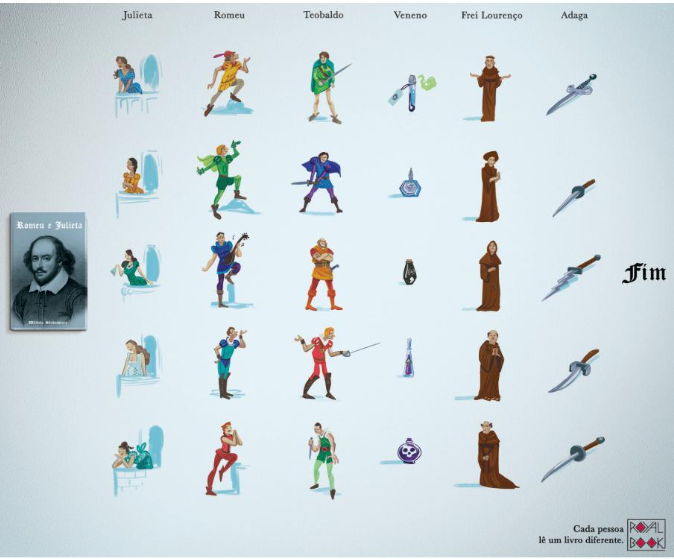 Julieta Romeu Teobaldo Veneno Frei Lourenço Adaga
Romeu e Julieta
William Shakespeare
Fim
Cada pessoa
lê um livro diferente.
ROYAL
BOOK